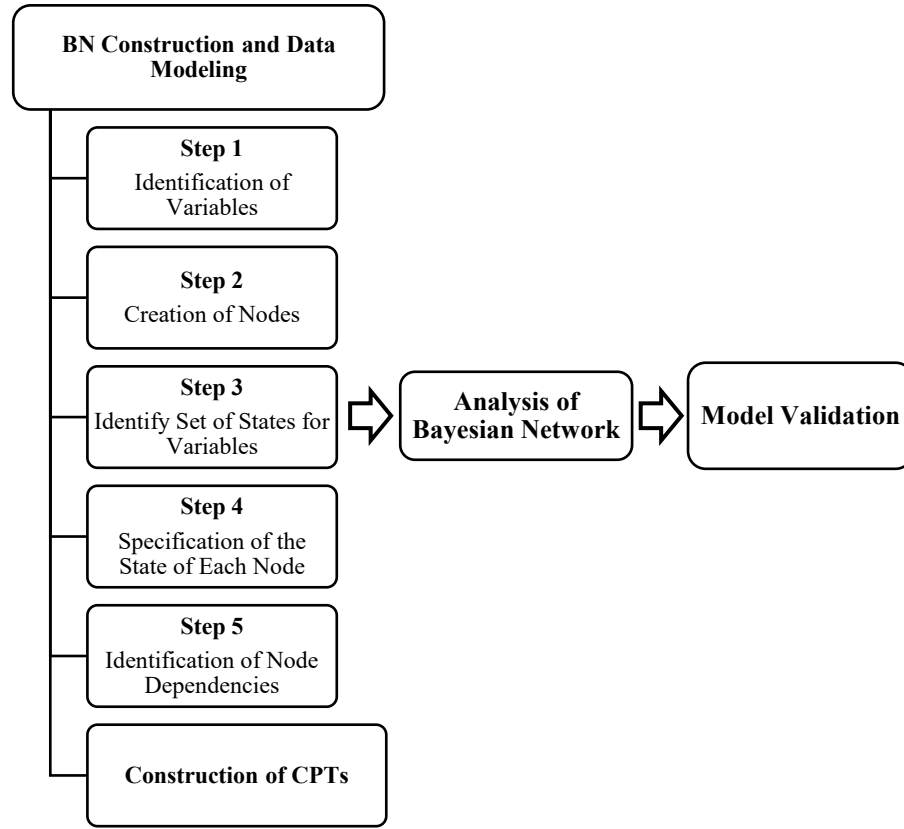 BN Construction and Data
Modeling
Step 1
Identification of
Variables
Step 2
Creation of Nodes
Step 3
Identify Set of States for
Variables
Step 4
Specification of the
State of Each Node
Step 5
Identification of Node
Dependencies
Construction of CPTs
Analysis of
Bayesian Network
Model Validation